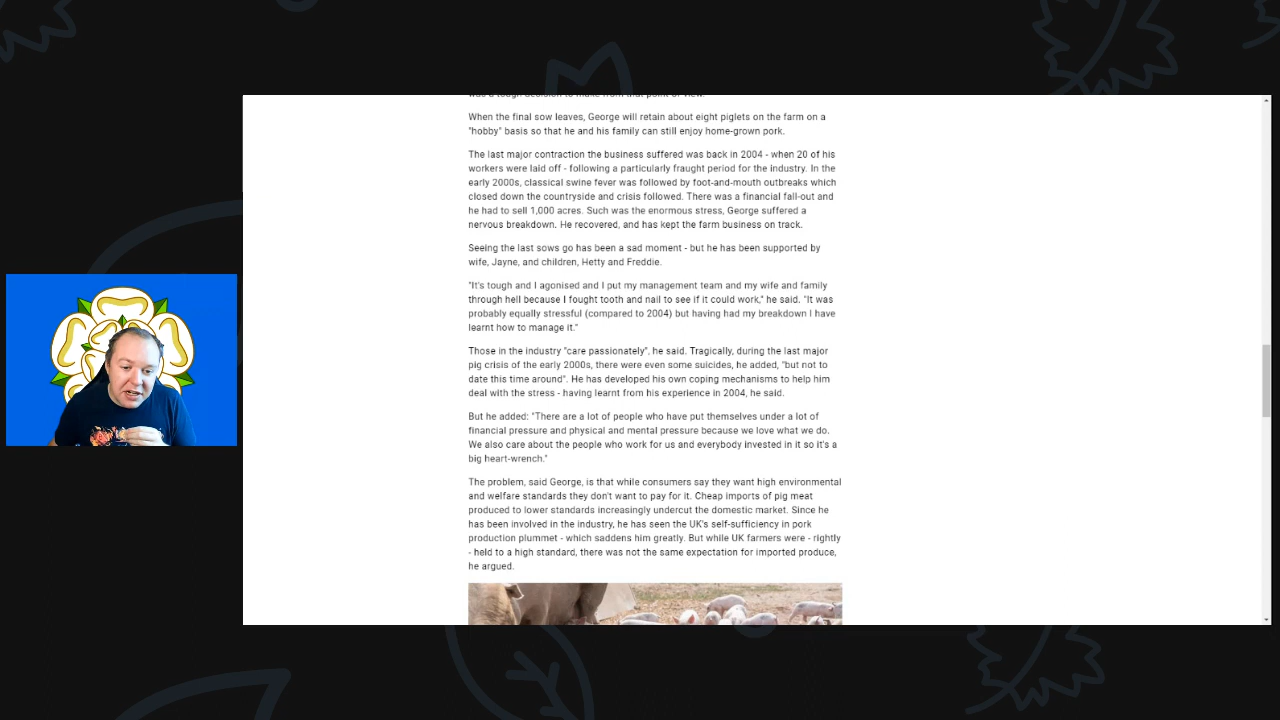 was a tough decision to make from that point of view.
When the final sow leaves, George will retain about eight piglets on the farm on a
"hobby" basis so that he and his family can still enjoy home-grown pork.
The last major contraction the business suffered was back in 2004 - when 20 of his
workers were laid off - following a particularly fraught period for the industry. In the
early 2000s, classical swine fever was followed by foot-and-mouth outbreaks which
closed down the countryside and crisis followed. There was a financial fall-out and
he had to sell 1,000 acres. Such was the enormous stress, George suffered a
nervous breakdown. He recovered, and has kept the farm business on track.
Seeing the last sows go has been a sad moment - but he has been supported by
wife, Jayne, and children, Hetty and Freddie.
"It's tough and I agonised and I put my management team and my wife and family
through hell because I fought tooth and nail to see if it could work," he said. "It was
probably equally stressful (compared to 2004) but having had my breakdown I have
learnt how to manage it."
Those in the industry "care passionately", he said. Tragically, during the last major
pig crisis of the early 2000s, there were even some suicides, he added, "but not to
date this time around". He has developed his own coping mechanisms to help him
deal with the stress - having learnt from his experience in 2004, he said.
But he added: "There are a lot of people who have put themselves under a lot of
financial pressure and physical and mental pressure because we love what we do.
We also care about the people who work for us and everybody invested in it so it's a
big heart-wrench."
The problem, said George, is that while consumers say they want high environmental
and welfare standards they don't want to pay for it. Cheap imports of pig meat
produced to lower standards increasingly undercut the domestic market. Since he
has been involved in the industry, he has seen the UK's self-sufficiency in pork
production plummet - which saddens him greatly. But while UK farmers were - rightly
- held to a high standard, there was not the same expectation for imported produce,
he argued.